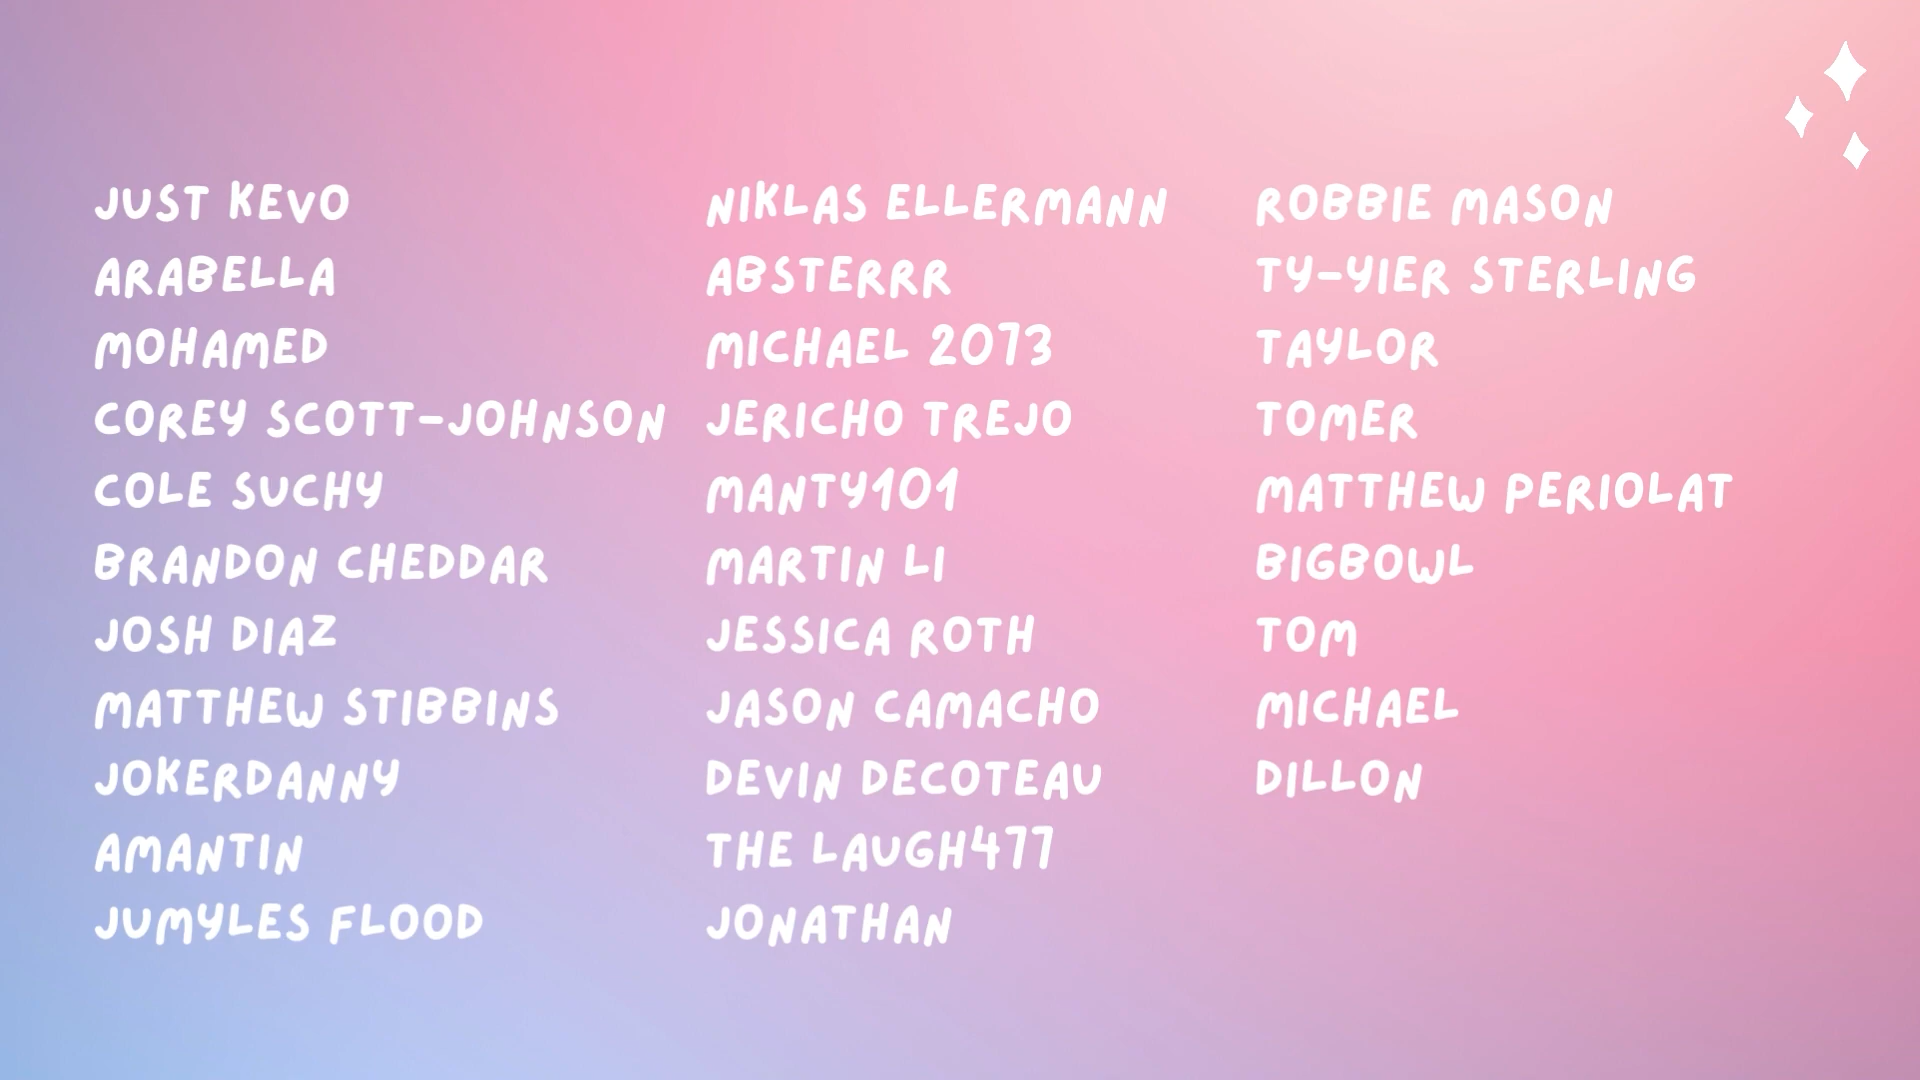 JUST KEVO
ARABELLA
MOHAMED
COREY SCOTT-JOHNSON
COLE SUCHY
BRANDON CHEDDAR
JOSH DIAZ
MATTHEW STIBBINS
JOKERDANNY
AMANTIN
JUMYLES FLOOD
NIKLAS ELLERMANN
ABSTERRR
MICHAEL 2073
JERICHO TREJO
MANTY101
MARTIN LI
JESSICA ROTH
JASON CAMACHO
DEVIN DECOTEAU
THE LAUGH477
JONATHAN
ROBBIE MASON
TY-YIER STERLING
TAYLOR
TOMER
MATTHEW PERIOLAT
BIGBOWL
TOM
MICHAEL
DILLON